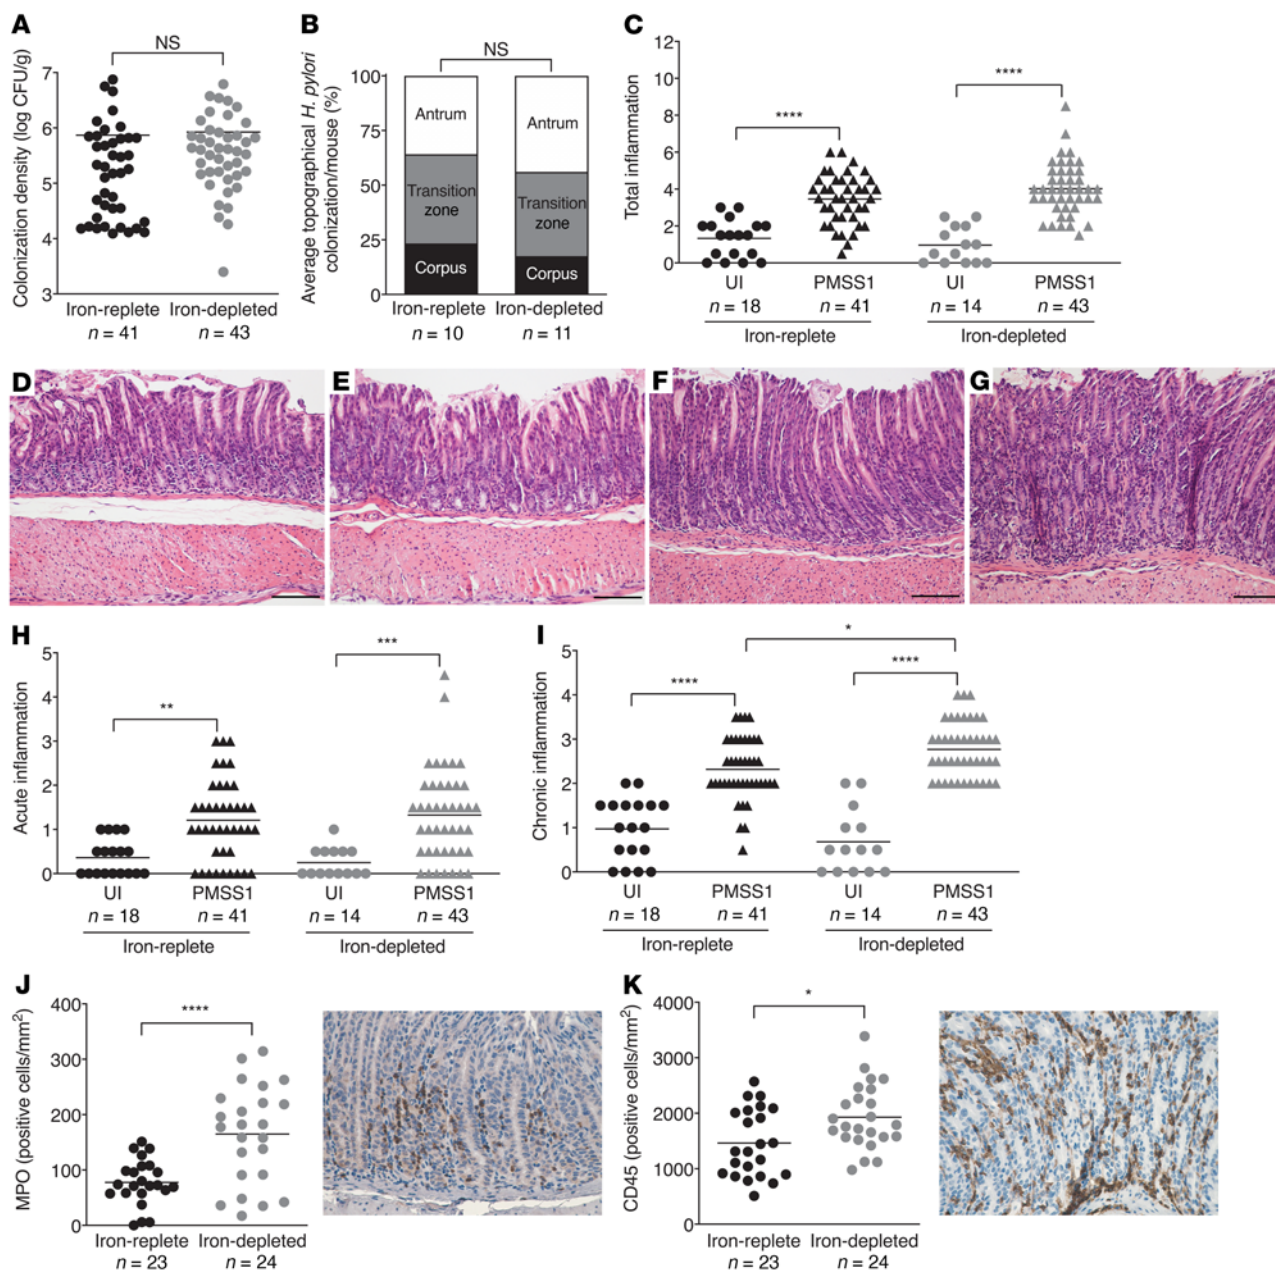 A
Colonization density (log CFU/g)
NS
7
6
5
4
3
Iron-replete
n = 41
Iron-depleted
n = 43
B
Average topographical H. pylori
colonization/mouse (%)
NS
100
75
50
25
0
Antrum
Transition
zone
Corpus
Antrum
Transition
zone
Corpus
Iron-replete
n = 10
Iron-depleted
n = 11
C
Total inflammation
12
10
8
6
4
2
0
****
****
UI
n = 18
PMSS1
n = 41
UI
n = 14
PMSS1
n = 43
Iron-replete
Iron-depleted
D
E
F
G
H
Acute inflammation
5
4
3
2
1
0
**
***
UI
n = 18
PMSS1
n = 41
UI
n = 14
PMSS1
n = 43
Iron-replete
Iron-depleted
I
Chronic inflammation
5
4
3
2
1
0
*
****
****
UI
n = 18
PMSS1
n = 41
UI
n = 14
PMSS1
n = 43
Iron-replete
Iron-depleted
J
MPO (positive cells/mm²)
400
300
200
100
0
****
Iron-replete
n = 23
Iron-depleted
n = 24
K
CD45 (positive cells/mm²)
4000
3000
2000
1000
0
*
Iron-replete
n = 23
Iron-depleted
n = 24